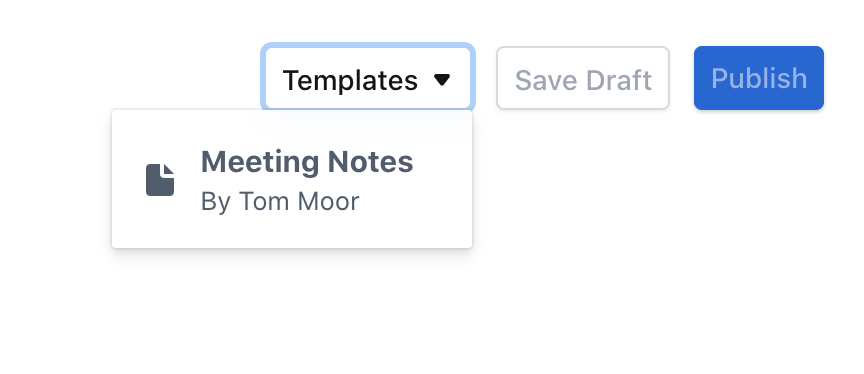 Templates
Save Draft
Publish
Meeting Notes
By Tom Moor